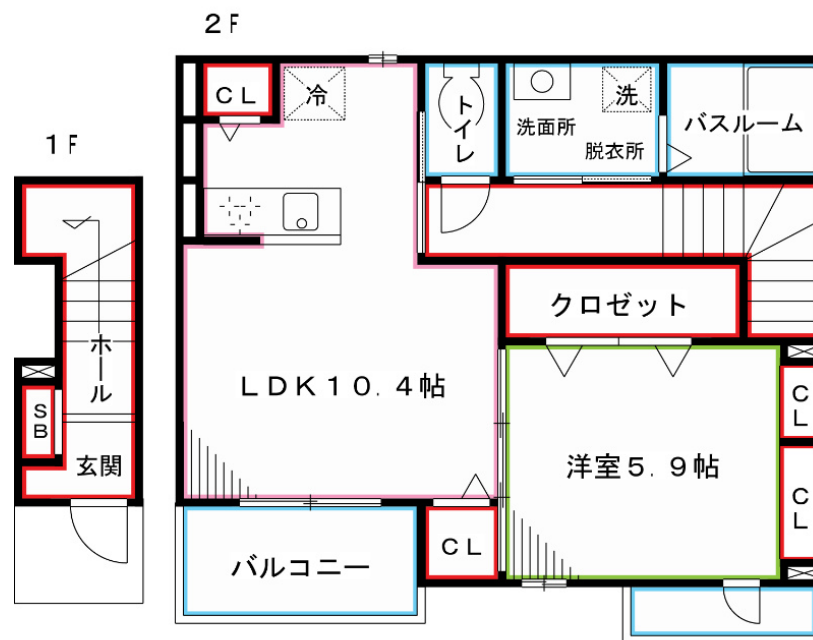 ２Ｆ
１Ｆ
ＣＬ
冷
トイレ
洗面所
洗
脱衣所
バスルーム
ホール
ＳＢ
玄関
ＬＤＫ１０．４帖
クロゼット
洋室５．９帖
ＣＬ
ＣＬ
ＣＬ
バルコニー